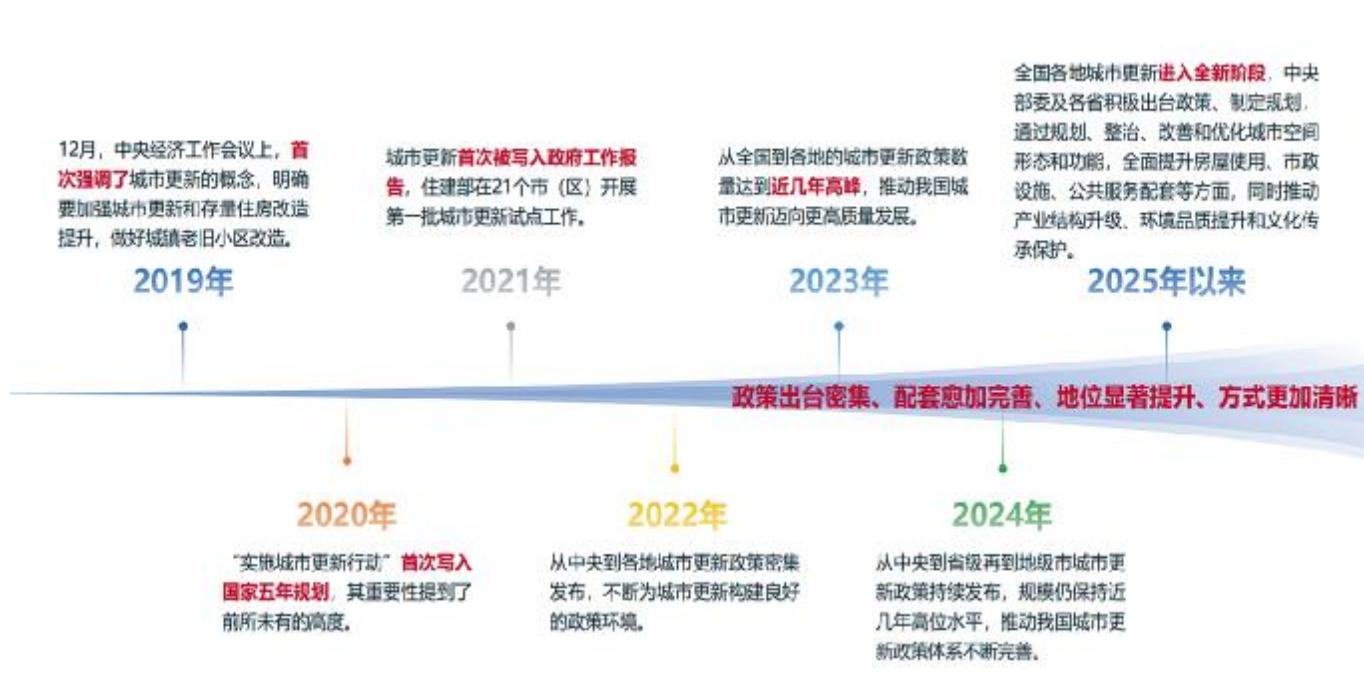 12月，中央经济工作会议上，首
次强调了城市更新的概念，明确
要加强城市更新和存量住房改造
提升，做好城镇老旧小区改造。
2019年
“实施城市更新行动”首次写入
国家五年规划，其重要性提到了
前所未有的高度。
2020年
城市更新首次被写入政府工作报
告，住建部在21个市（区）开展
第一批城市更新试点工作。
2021年
2022年
从中央到各地城市更新政策密集
发布，不断为城市更新构建良好
的政策环境。
从全国到各地的城市更新政策数
量达到近几年高峰，推动我国城
市更新迈向更高质量发展。
2023年
2024年
从中央到省级再到地级市城市更
新政策持续发布，规模仍保持近
几年高位水平，推动我国城市更
新政策体系不断完善。
全国各地城市更新进入全新阶段，中央
部委及各省积极出台政策、制定规划，
通过规划、整治、改善和优化城市空间
形态和功能，全面提升房屋使用、市政
设施、公共服务配套等方面，同时推动
产业结构升级、环境品质提升和文化传
承保护。
2025年以来
政策出台密集、配套愈加完善、地位显著提升、方式更加清晰